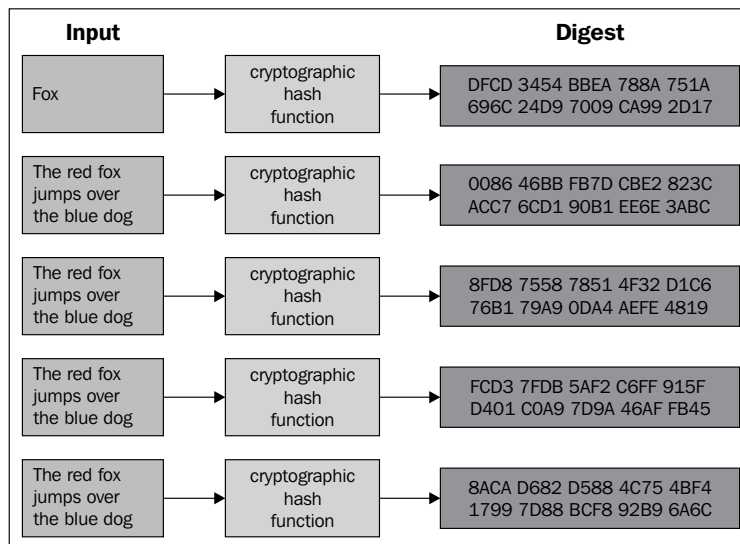 Input
Digest
Fox
cryptographic
hash
function
DFCD 3454 BBEA 788A 751A
696C 24D9 7009 CA99 2D17
The red fox
jumps over
the blue dog
cryptographic
hash
function
0086 46BB FB7D CBE2 823C
ACC7 6CD1 90B1 EE6E 3ABC
The red fox
jumps over
the blue dog
cryptographic
hash
function
8FD8 7558 7851 4F32 D1C6
76B1 79A9 0DA4 AEFE 4819
The red fox
jumps over
the blue dog
cryptographic
hash
function
FCD3 7FDB 5AF2 C6FF 915F
D401 C0A9 7D9A 46AF FB45
The red fox
jumps over
the blue dog
cryptographic
hash
function
8ACA D682 D588 4C75 4BF4
1799 7D88 BCF8 92B9 6A6C